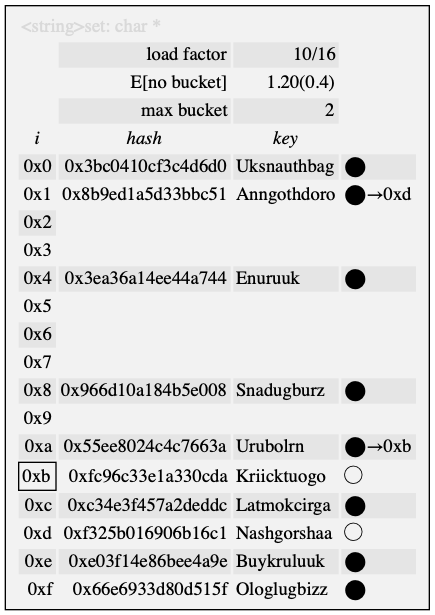 <string>set: char *
load factor 10/16
E[no bucket] 1.20(0.4)
max bucket 2
i hash key
0x0 0x3bc0410cf3c4d6d0 Uksnauthbag
0x1 0x8b9ed1a5d33bbc51 Anngothdoro →0xd
0x2
0x3
0x4 0x3ea36a14ee44a744 Enuruuk
0x5
0x6
0x7
0x8 0x966d10a184b5e008 Snadugburz
0x9
0xa 0x55ee8024c4c7663a Urubolrn →0xb
0xb 0xfc96c33e1a330cda Kriicktuogo
0xc 0xc34e3f457a2deddc Latmokcirga
0xd 0xf325b016906b16c1 Nashgorshaa
0xe 0xe03f14e86bee4a9e Buykruluuk
0xf 0x66e6933d80d515f Ologlugbizz